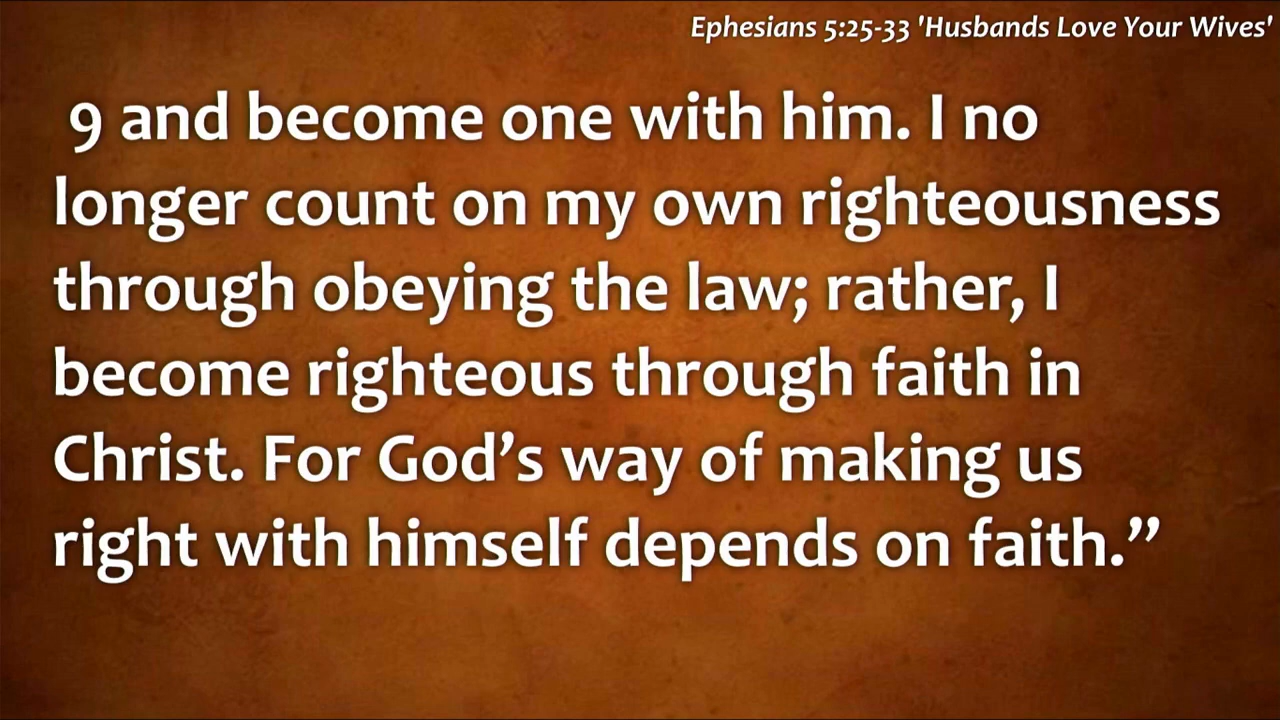 Ephesians 5:25-33 'Husbands Love Your Wives'
9 and become one with him. I no
longer count on my own righteousness
through obeying the law; rather, I
become righteous through faith in
Christ. For God’s way of making us
right with himself depends on faith.”